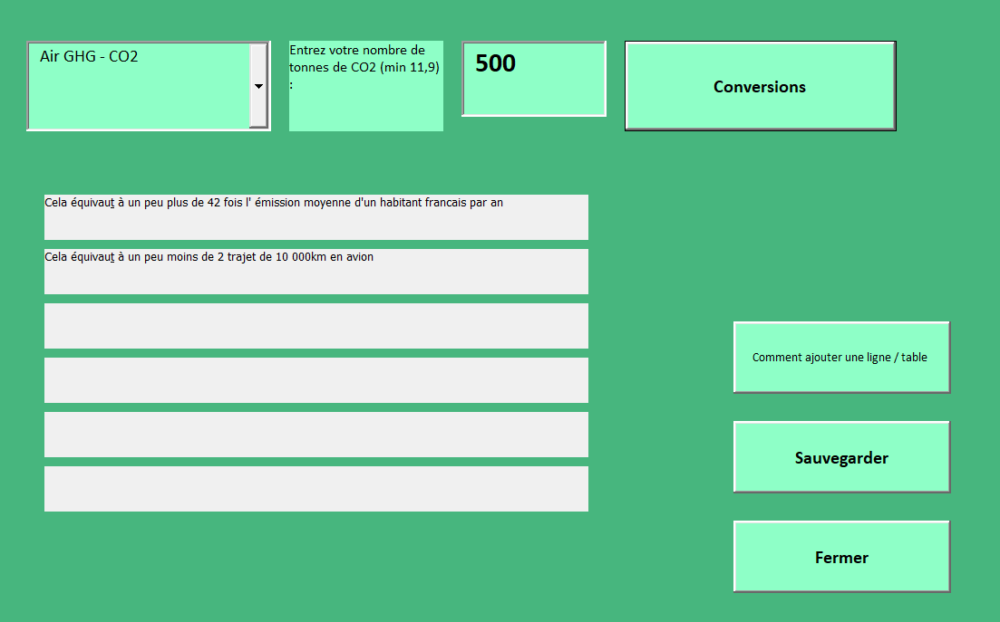 Air GHG - CO2
Entrez votre nombre de
tonnes de CO2 (min 11,9)
:
500
Conversions
Cela équivaut à un peu plus de 42 fois l' émission moyenne d'un habitant francais par an
Cela équivaut à un peu moins de 2 trajet de 10 000km en avion
Comment ajouter une ligne / table
Sauvegarder
Fermer